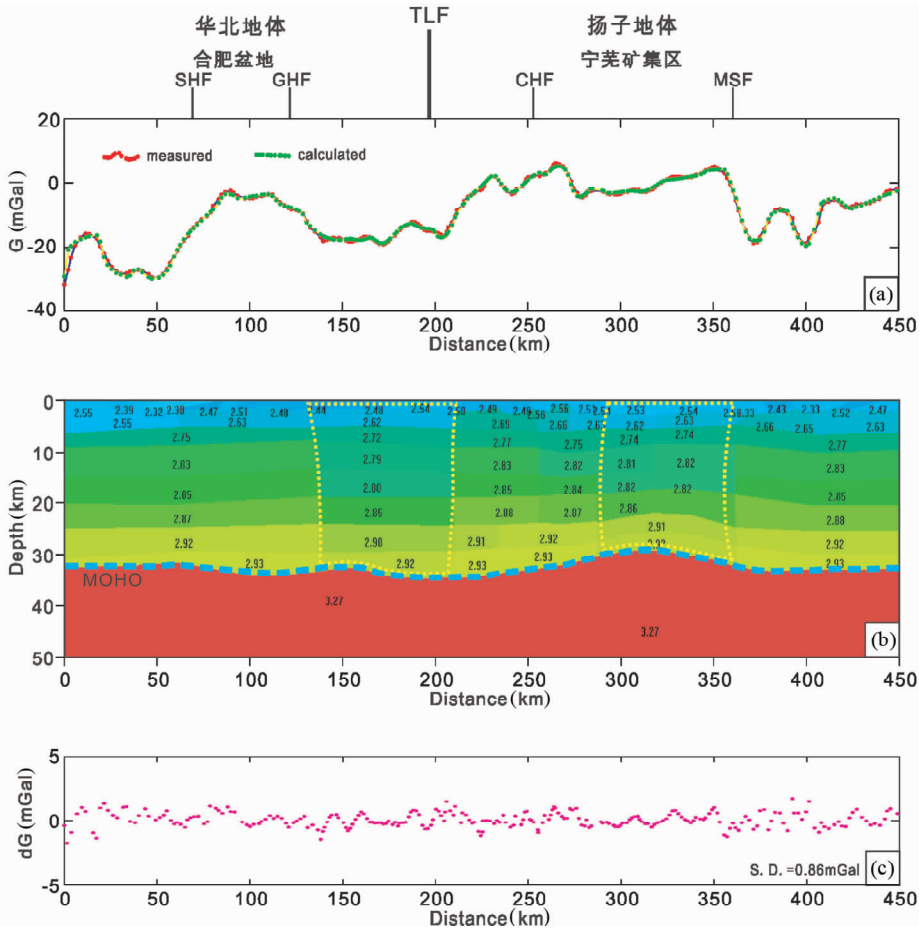 华北地体 TLF 扬子地体
合肥盆地 宁芜矿集区
SHF GHF CHF MSF
20
0
-20
-40
G (mGal)
measured calculated
(a)
0 50 100 150 200 250 300 350 400 450
Distance(km)
0
10
20
30
40
50
Depth(km)
2.55 2.39 2.32 2.30 2.47 2.51 2.48 2.48 2.54 2.49 2.49 2.56 2.53 2.54 2.43 2.33 2.52 2.47
2.55 2.63 2.62 2.69 2.66 2.62 2.63 2.66 2.65 2.63
2.75 2.72 2.77 2.75 2.74 2.74 2.77
2.83 2.79 2.83 2.82 2.81 2.82 2.83
2.85 2.80 2.85 2.84 2.82 2.82 2.85
2.87 2.85 2.88 2.87 2.86 2.91 2.88
2.92 2.90 2.91 2.92 2.92
2.93 2.92 2.93 2.93 2.93
MOHO
3.27
3.27
(b)
0 50 100 150 200 250 300 350 400 450
Distance(km)
5
0
-5
dG (mGal)
S. D. =0.86mGal (c)
0 50 100 150 200 250 300 350 400 450
Distance(km)